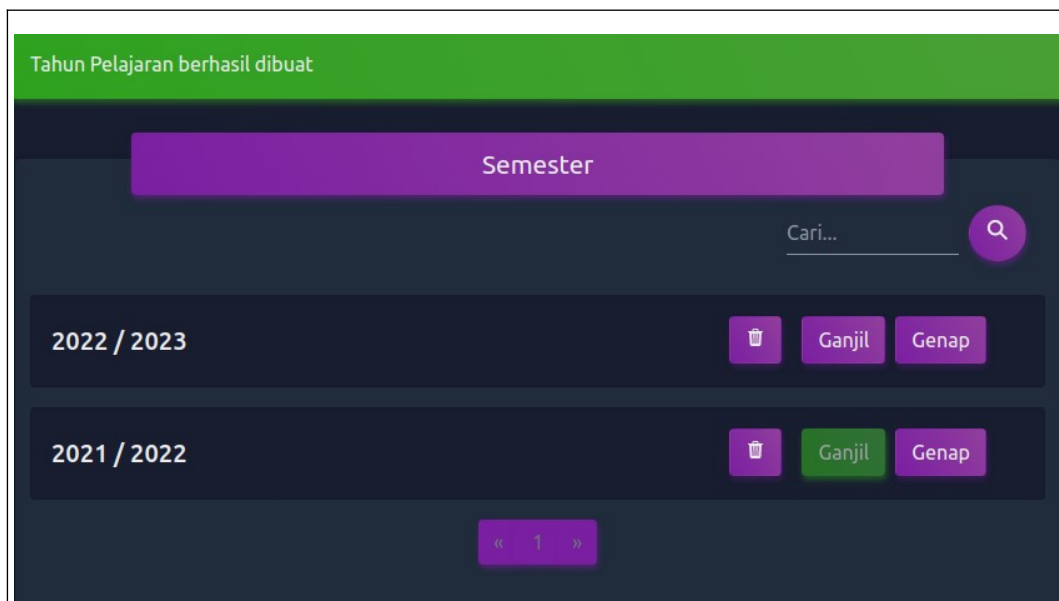 Tahun Pelajaran berhasil dibuat
Semester
Cari...
2022 / 2023 Ganjil Genap
2021 / 2022 Ganjil Genap
« 1 »